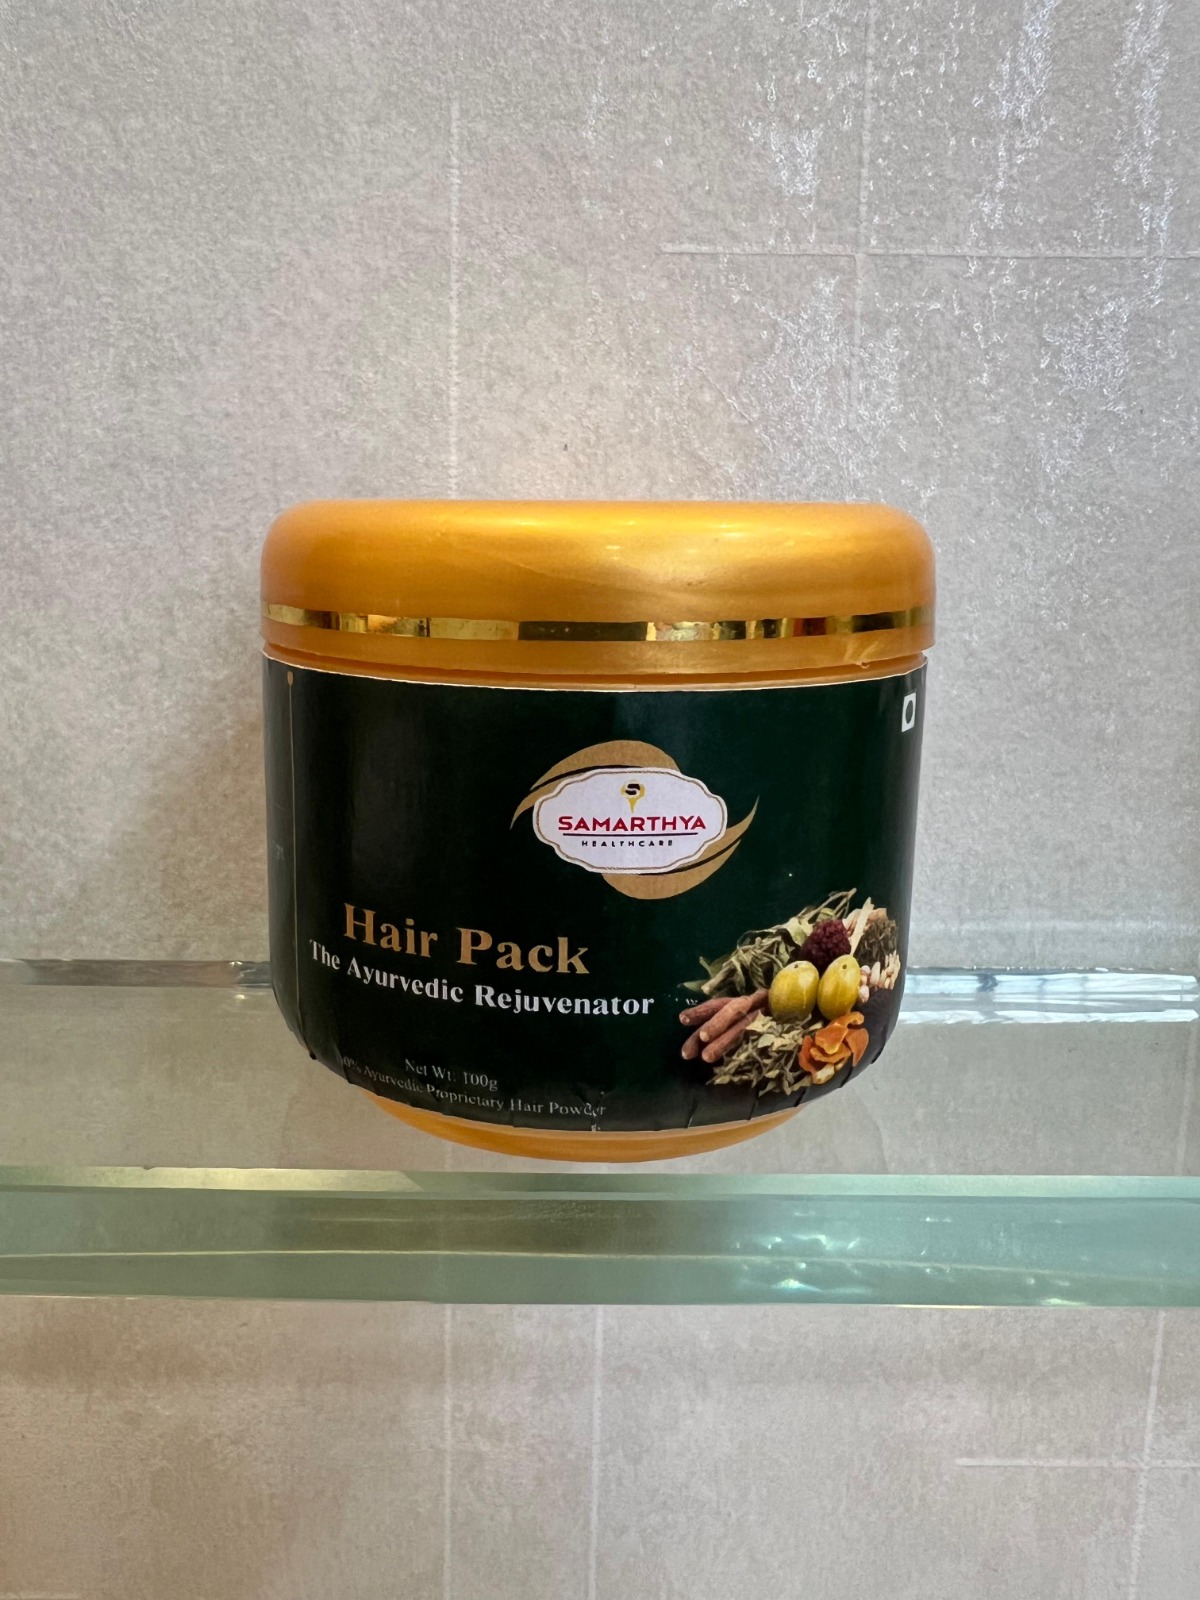 SAMARTHYA
HEALTHCARE
Hair Pack
The Ayurvedic Rejuvenator
Net Wt: 100g
Ayurvedic Proprietary Hair Powder